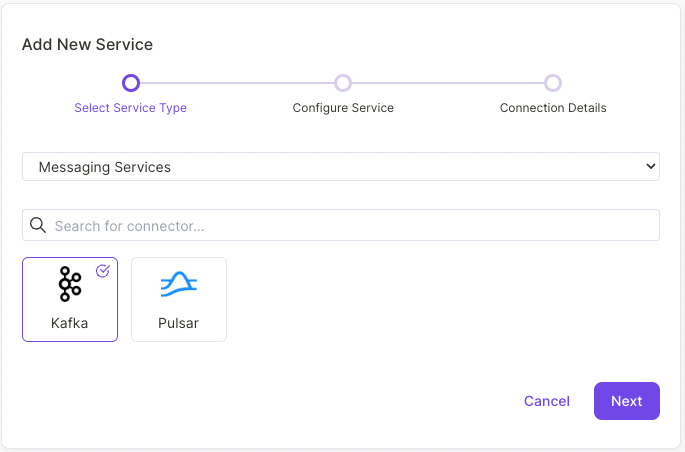 Add New Service
Select Service Type
Configure Service
Connection Details
Messaging Services
Search for connector...
Kafka
Pulsar
Cancel
Next